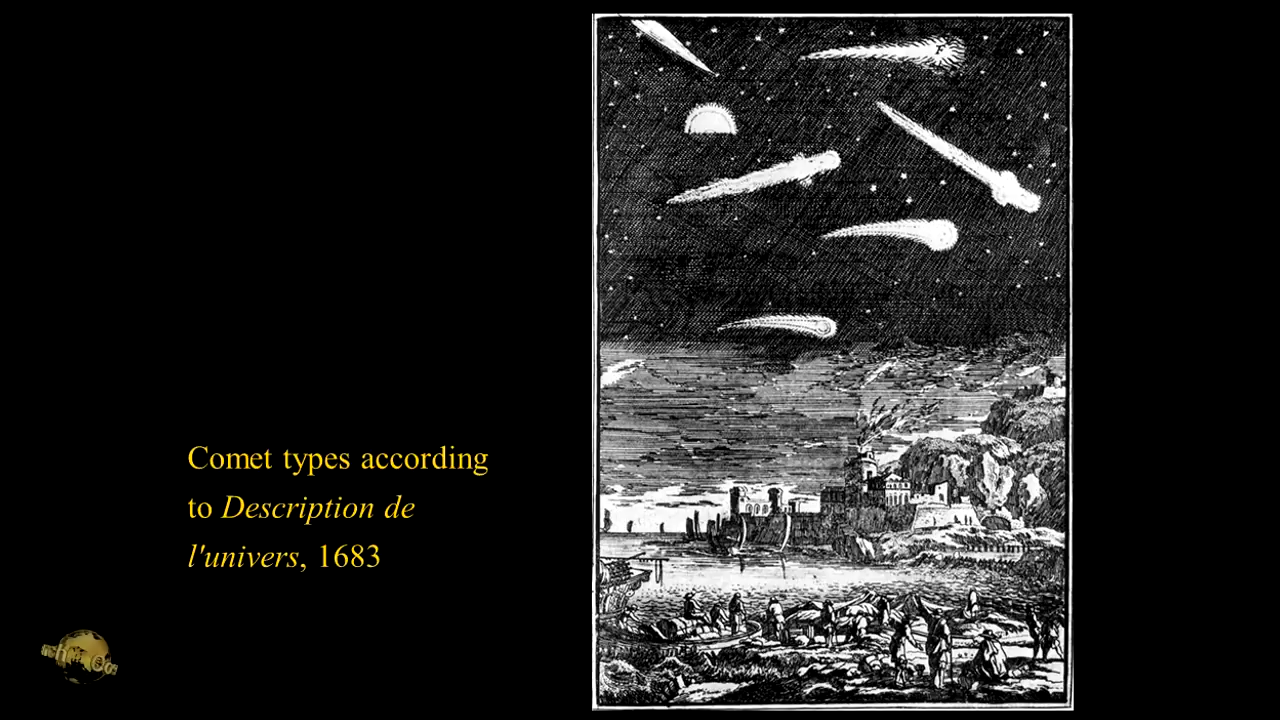 Comet types according
to Description de
l'univers, 1683